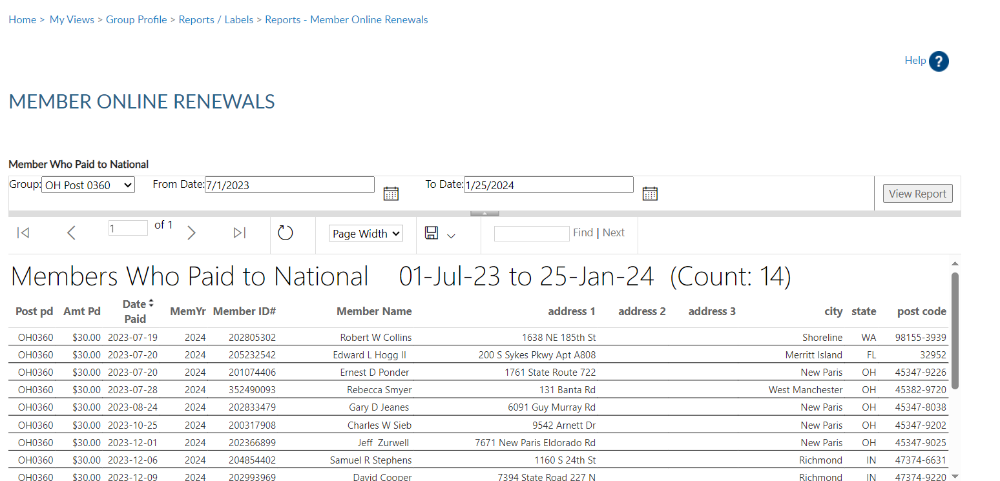 Home > My Views > Group Profile > Reports / Labels > Reports - Member Online Renewals
Help ?
MEMBER ONLINE RENEWALS
Member Who Paid to National
Group: OH Post 0360 From Date: 7/1/2023 To Date: 1/25/2024 View Report
1 of 1 Page Width Find | Next
Members Who Paid to National 01-Jul-23 to 25-Jan-24 (Count: 14)
Post pd Amt Pd Date Paid MemYr Member ID# Member Name address 1 address 2 address 3 city state post code
OH0360 $30.00 2023-07-19 2024 202805302 Robert W Collins 1638 NE 185th St Shoreline WA 98155-3939
OH0360 $30.00 2023-07-20 2024 205232542 Edward L Hogg II 200 S Sykes Pkwy Apt A808 Merritt Island FL 32952
OH0360 $30.00 2023-07-20 2024 201074406 Ernest D Ponder 1761 State Route 722 New Paris OH 45347-9226
OH0360 $30.00 2023-07-28 2024 352490093 Rebecca Smyer 131 Banta Rd West Manchester OH 45382-9720
OH0360 $30.00 2023-08-24 2024 202833479 Gary D Jeanes 6091 Guy Murray Rd New Paris OH 45347-8038
OH0360 $30.00 2023-10-25 2024 200317908 Charles W Sieb 9542 Arnett Dr New Paris OH 45347-9202
OH0360 $30.00 2023-12-01 2024 202366899 Jeff Zurwell 7671 New Paris Eldorado Rd New Paris OH 45347-9025
OH0360 $30.00 2023-12-06 2024 204854402 Samuel R Stephens 1160 S 24th St Richmond IN 47374-6631
OH0360 $30.00 2023-12-09 2024 202993969 David Cooper 7394 State Road 227 N Richmond IN 47374-9220